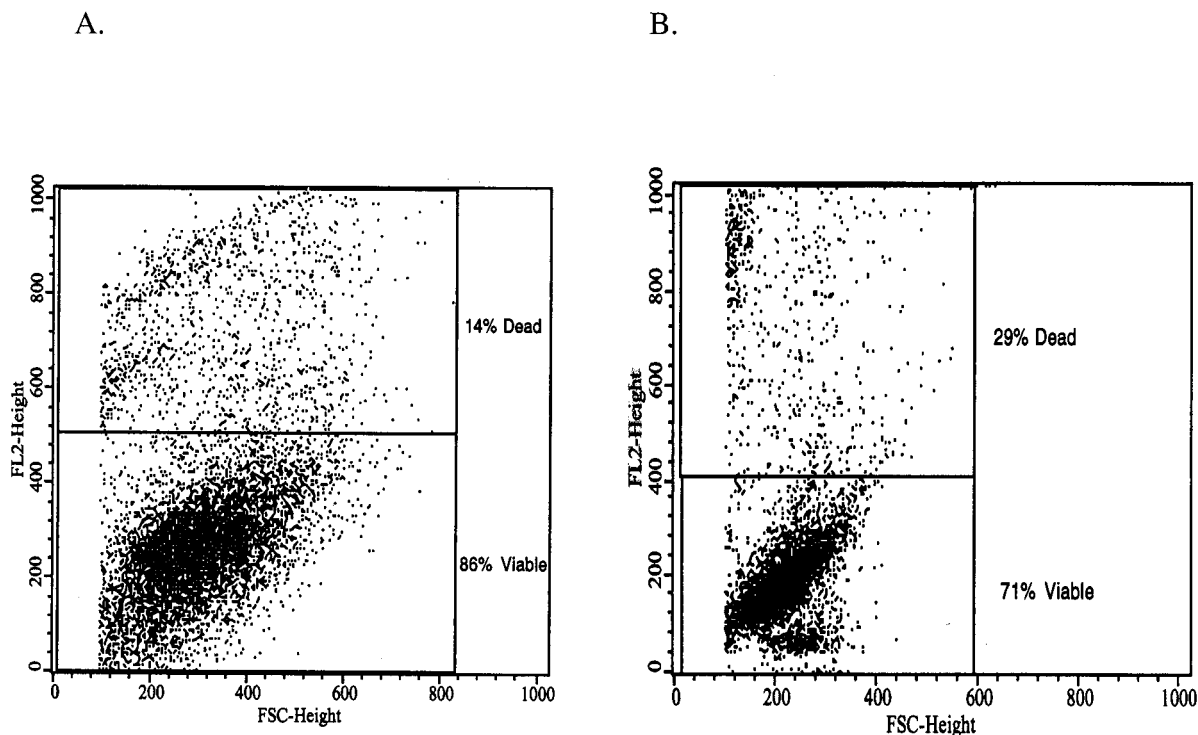 A.
B.
1000
800
600
400
200
0
FL2-Height
14% Dead
86% Viable
0 200 400 600 800 1000
FSC-Height
1000
800
600
400
200
0
FL2-Height
29% Dead
71% Viable
0 200 400 600 800 1000
FSC-Height